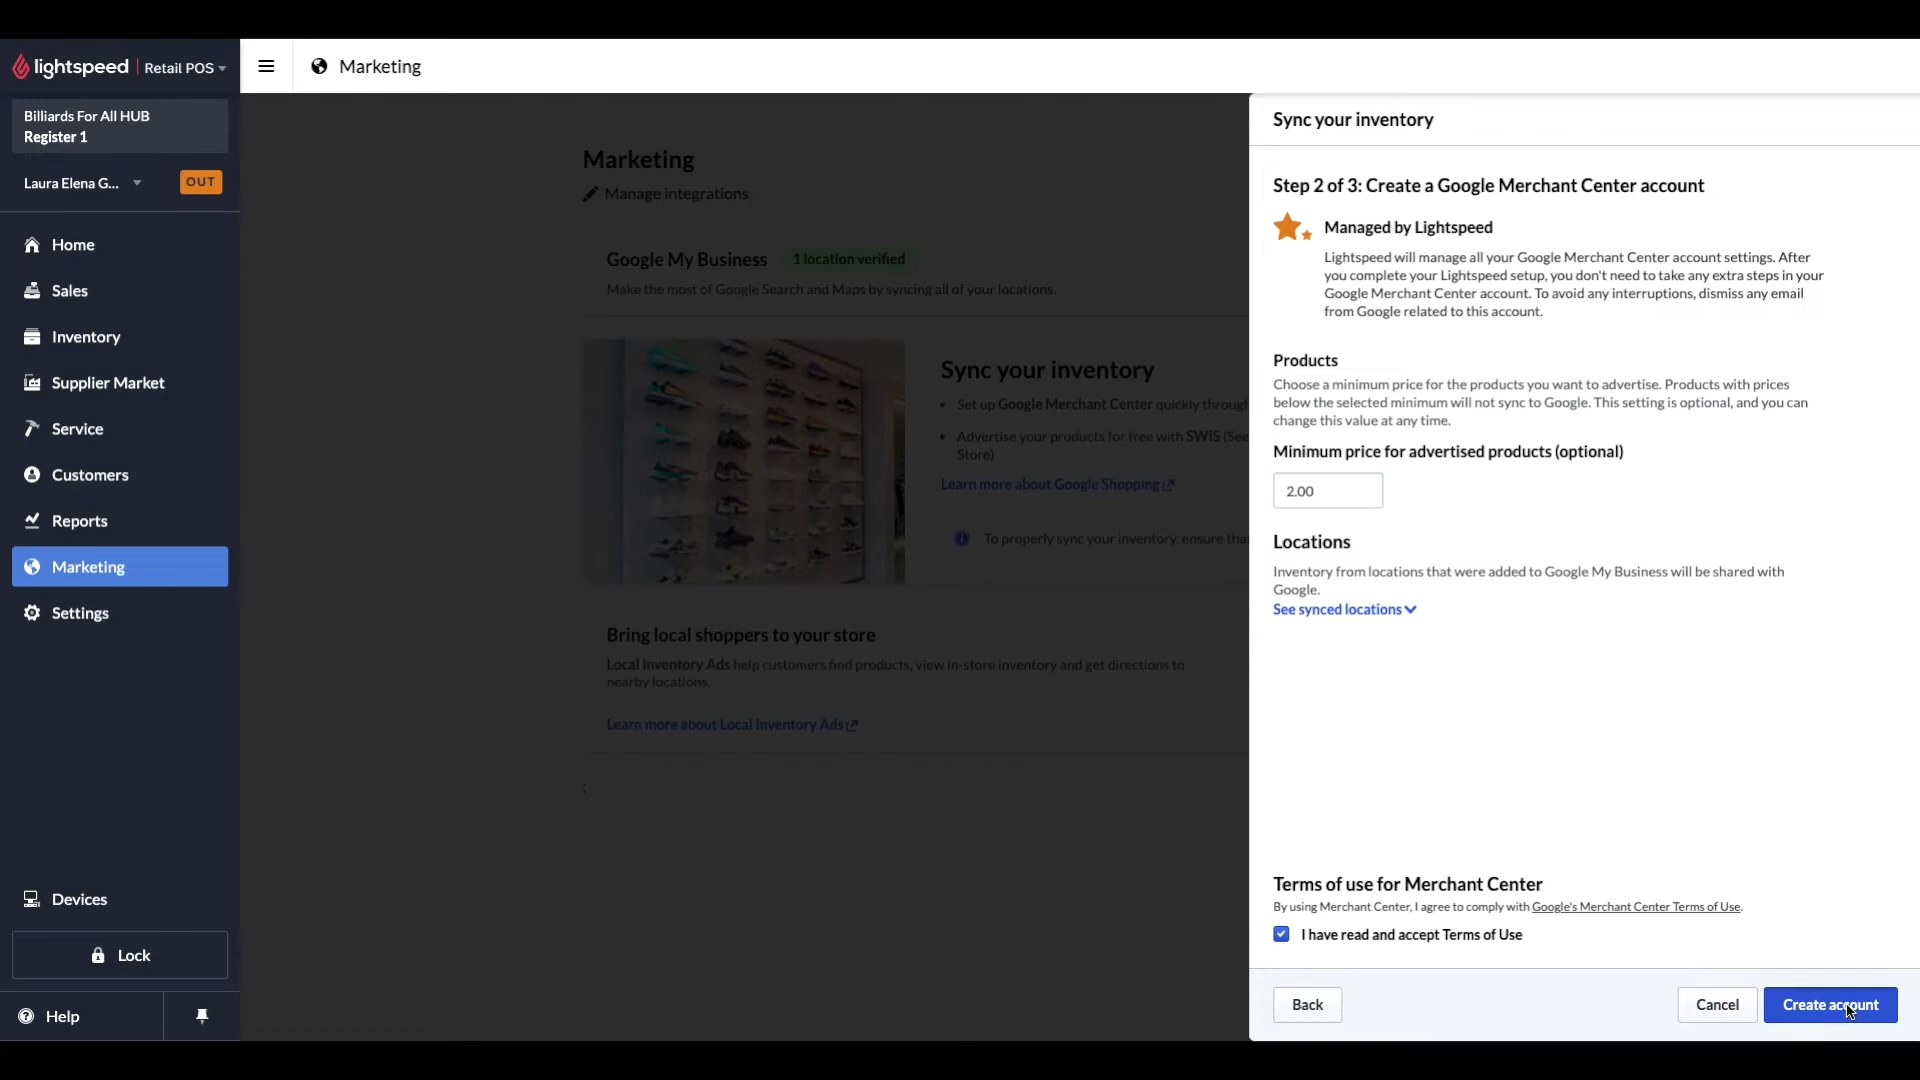 lightspeed Retail POS
Marketing
Billiards For All HUB
Register 1
Laura Elena G...
OUT
Home
Sales
Inventory
Supplier Market
Service
Customers
Reports
Marketing
Settings
Devices
Lock
Help
Marketing
Manage integrations
Google My Business 1 location verified
Make the most of Google Search and Maps by syncing all of your locations.
Sync your inventory
• Set up Google Merchant Center quickly through
• Advertise your products for free with SWIS (See
Store)
Learn more about Google Shopping
To properly sync your inventory, ensure that
Bring local shoppers to your store
Local Inventory Ads help customers find products, view in-store inventory and get directions to
nearby locations.
Learn more about Local Inventory Ads
;
Sync your inventory
Step 2 of 3: Create a Google Merchant Center account
Managed by Lightspeed
Lightspeed will manage all your Google Merchant Center account settings. After
you complete your Lightspeed setup, you don't need to take any extra steps in your
Google Merchant Center account. To avoid any interruptions, dismiss any email
from Google related to this account.
Products
Choose a minimum price for the products you want to advertise. Products with prices
below the selected minimum will not sync to Google. This setting is optional, and you can
change this value at any time.
Minimum price for advertised products (optional)
2.00
Locations
Inventory from locations that were added to Google My Business will be shared with
Google.
See synced locations
Terms of use for Merchant Center
By using Merchant Center, I agree to comply with Google's Merchant Center Terms of Use.
I have read and accept Terms of Use
Back
Cancel
Create account